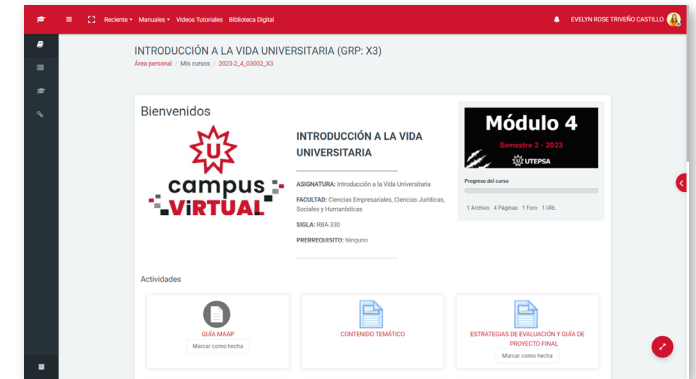 Reciente Manuales Videos Tutoriales Biblioteca Digital
EVELYN ROSE TRIVEÑO CASTILLO
INTRODUCCIÓN A LA VIDA UNIVERSITARIA (GRP: X3)
Área personal / Mis cursos / 2023-2_4_03002_X3
Bienvenidos
U
campus
ViRTUAL
INTRODUCCIÓN A LA VIDA
UNIVERSITARIA
ASIGNATURA: Introducción a la Vida Universitaria
FACULTAD: Ciencias Empresariales, Ciencias Jurídicas,
Sociales y Humanísticas
SIGLA: RBA-330
PRERREQUISITO: Ninguno
Módulo 4
Semestre 2 - 2023
UTEPSA
Progreso del curso
1 Archivo 4 Páginas 1 Foro 1 URL
Actividades
GUÍA MAAP
Marcar como hecha
CONTENIDO TEMÁTICO
ESTRATEGIAS DE EVALUACIÓN Y GUÍA DE
PROYECTO FINAL
Marcar como hecha